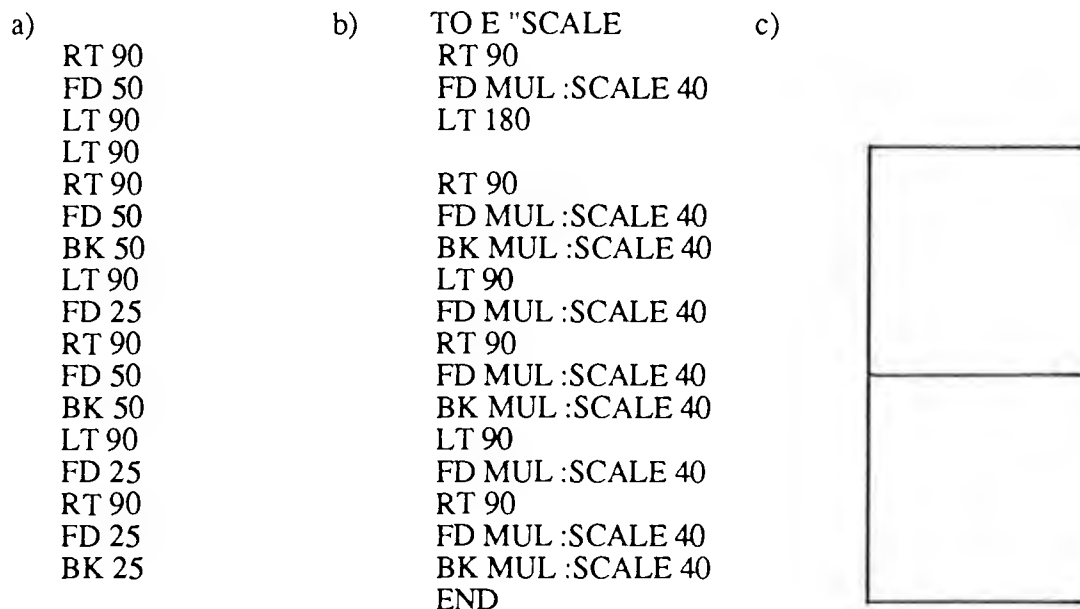 a)
RT 90
FD 50
LT 90
LT 90
RT 90
FD 50
BK 50
LT 90
FD 25
RT 90
FD 50
BK 50
LT 90
FD 25
RT 90
FD 25
BK 25
b)
TO E "SCALE
RT 90
FD MUL :SCALE 40
LT 180
RT 90
FD MUL :SCALE 40
BK MUL :SCALE 40
LT 90
FD MUL :SCALE 40
RT 90
FD MUL :SCALE 40
BK MUL :SCALE 40
LT 90
FD MUL :SCALE 40
RT 90
FD MUL :SCALE 40
BK MUL :SCALE 40
END
c)